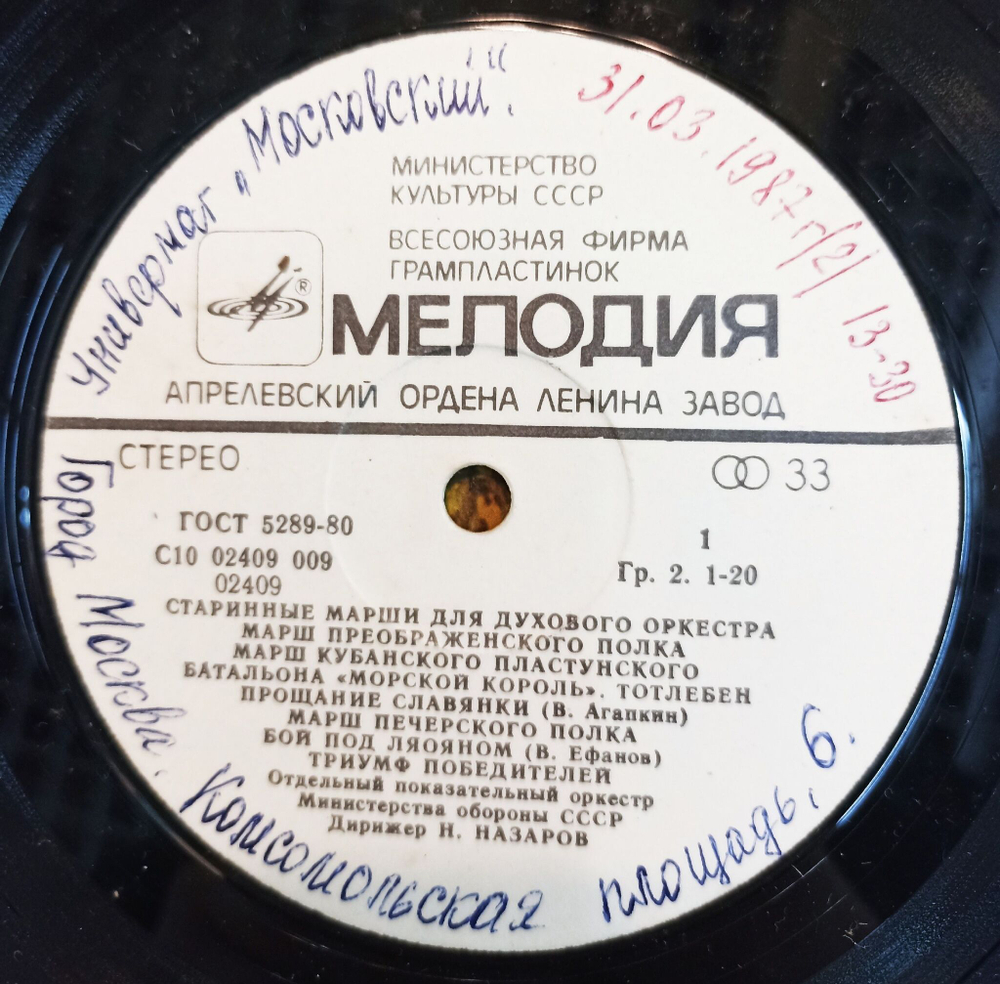 Универмаг „Московский“.
31.03.1987 г/(2)/ 13-30
МИНИСТЕРСТВО
КУЛЬТУРЫ СССР
ВСЕСОЮЗНАЯ ФИРМА
ГРАМПЛАСТИНОК
®
МЕЛОДИЯ
АПРЕЛЕВСКИЙ ОРДЕНА ЛЕНИНА ЗАВОД
СТЕРЕО
33
ГОСТ 5289-80
С10 02409 009
02409
1
Гр. 2. 1-20
СТАРИННЫЕ МАРШИ ДЛЯ ДУХОВОГО ОРКЕСТРА
МАРШ ПРЕОБРАЖЕНСКОГО ПОЛКА
МАРШ КУБАНСКОГО ПЛАСТУНСКОГО
БАТАЛЬОНА «МОРСКОЙ КОРОЛЬ». ТОТЛЕБЕН
ПРОЩАНИЕ СЛАВЯНКИ (В. Агапкин)
МАРШ ПЕЧЕРСКОГО ПОЛКА
БОЙ ПОД ЛЯОЯНОМ (В. Ефанов)
ТРИУМФ ПОБЕДИТЕЛЕЙ
Отдельный показательный оркестр
Министерства обороны СССР
Дирижер Н. НАЗАРОВ
Город Москва.
Комсомольская площадь, 6.